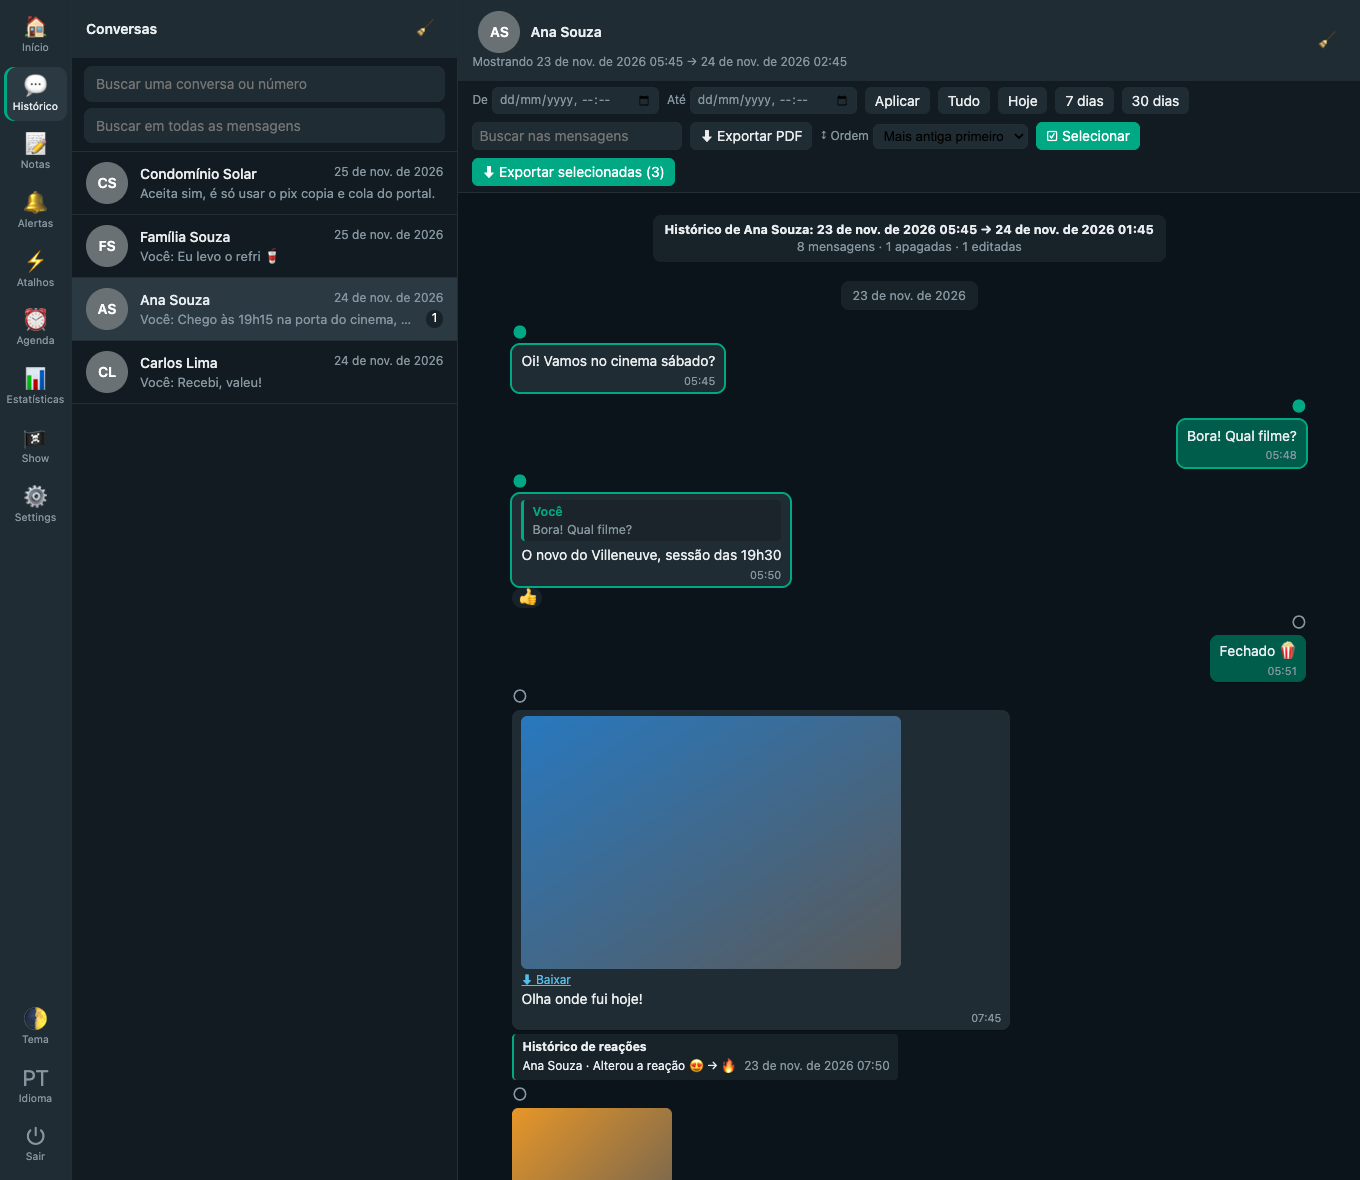 Início
Histórico
Notas
Alertas
Atalhos
Agenda
Estatísticas
Show
Settings
Tema
PT
Idioma
Sair
Conversas
Buscar uma conversa ou número
Buscar em todas as mensagens
CS
Condomínio Solar
25 de nov. de 2026
Aceita sim, é só usar o pix copia e cola do portal.
FS
Família Souza
25 de nov. de 2026
Você: Eu levo o refri 🥤
AS
Ana Souza
24 de nov. de 2026
Você: Chego às 19h15 na porta do cinema, ...
1
CL
Carlos Lima
24 de nov. de 2026
Você: Recebi, valeu!
AS
Ana Souza
Mostrando 23 de nov. de 2026 05:45 → 24 de nov. de 2026 02:45
De dd/mm/yyyy, --:-- Até dd/mm/yyyy, --:-- Aplicar Tudo Hoje 7 dias 30 dias
Buscar nas mensagens ⬇ Exportar PDF ↕ Ordem Mais antiga primeiro ☑ Selecionar
⬇ Exportar selecionadas (3)
Histórico de Ana Souza: 23 de nov. de 2026 05:45 → 24 de nov. de 2026 01:45
8 mensagens · 1 apagadas · 1 editadas
23 de nov. de 2026
Oi! Vamos no cinema sábado?
05:45
Bora! Qual filme?
05:48
Você
Bora! Qual filme?
O novo do Villeneuve, sessão das 19h30
05:50
👍
Fechado 🍿
05:51
⬇ Baixar
Olha onde fui hoje!
07:45
Histórico de reações
Ana Souza · Alterou a reação 😍 → 🔥 23 de nov. de 2026 07:50